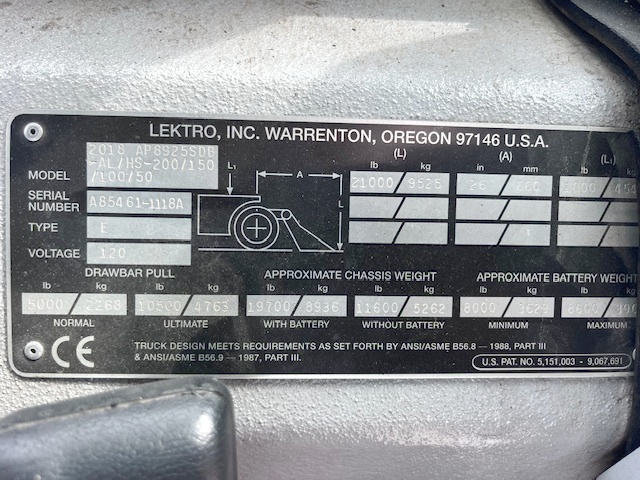 LEKTRO, INC. WARRENTON, OREGON 97146 U.S.A.
(L) (A) (L₁)
lb kg in mm lb kg
MODEL 2018 AP8925SDB
-AL/HS-200/150
/100/50
21000 / 9525
SERIAL NUMBER A85461-1118A
TYPE E
VOLTAGE 120
L₁ A L
DRAWBAR PULL APPROXIMATE CHASSIS WEIGHT APPROXIMATE BATTERY WEIGHT
lb kg lb kg lb kg lb kg lb kg lb kg
5000 / 2268 10500 / 4763 19700 / 8936 11600 / 5262 8000 / 3629
NORMAL ULTIMATE WITH BATTERY WITHOUT BATTERY MINIMUM MAXIMUM
CE TRUCK DESIGN MEETS REQUIREMENTS AS SET FORTH BY ANSI/ASME B56.8 — 1988, PART III
& ANSI/ASME B56.9 — 1987, PART III.
U.S. PAT. NO. 5,151,003 - 9,067,691